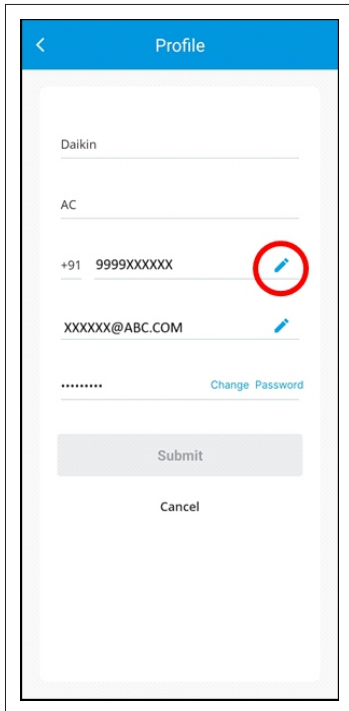 Profile
Daikin
AC
+91 9999XXXXXX
XXXXXX@ABC.COM
•••••••••
Change Password
Submit
Cancel